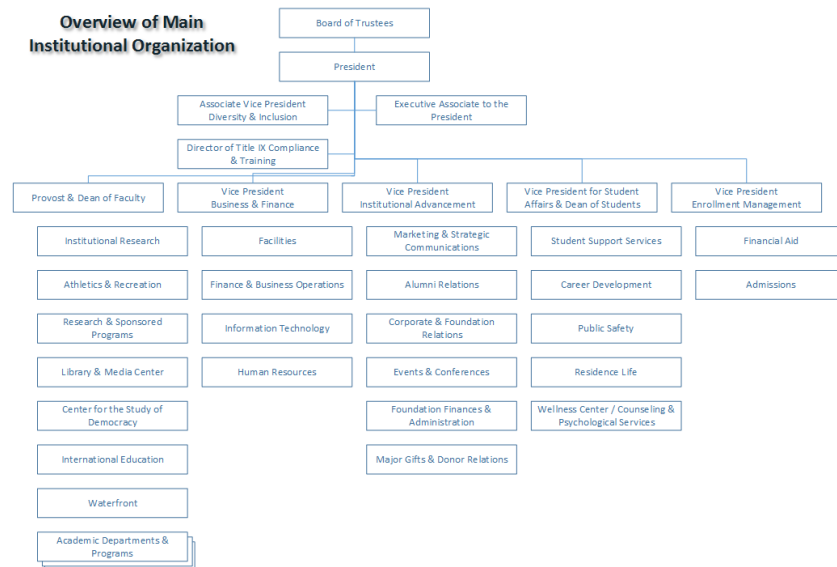 Overview of Main
Institutional Organization
Board of Trustees
President
Associate Vice President
Diversity & Inclusion
Executive Associate to the
President
Director of Title IX Compliance
& Training
Provost & Dean of Faculty
Vice President
Business & Finance
Vice President
Institutional Advancement
Vice President for Student
Affairs & Dean of Students
Vice President
Enrollment Management
Institutional Research
Athletics & Recreation
Research & Sponsored
Programs
Library & Media Center
Center for the Study of
Democracy
International Education
Waterfront
Academic Departments &
Programs
Facilities
Finance & Business Operations
Information Technology
Human Resources
Marketing & Strategic
Communications
Alumni Relations
Corporate & Foundation
Relations
Events & Conferences
Foundation Finances &
Administration
Major Gifts & Donor Relations
Student Support Services
Career Development
Public Safety
Residence Life
Wellness Center / Counseling &
Psychological Services
Financial Aid
Admissions